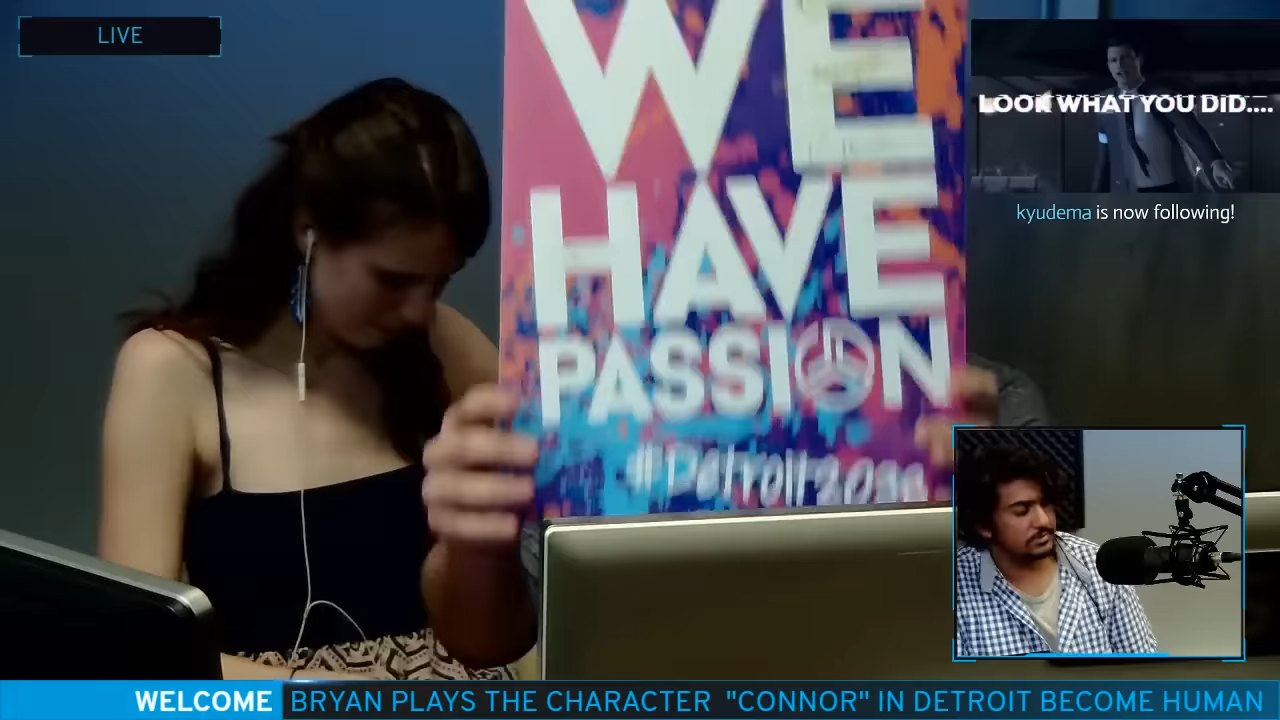 LIVE
WE
HAVE
PASSION
#Detroit2038
LOOK WHAT YOU DID....
kyudema is now following!
WELCOME
BRYAN PLAYS THE CHARACTER "CONNOR" IN DETROIT BECOME HUMAN